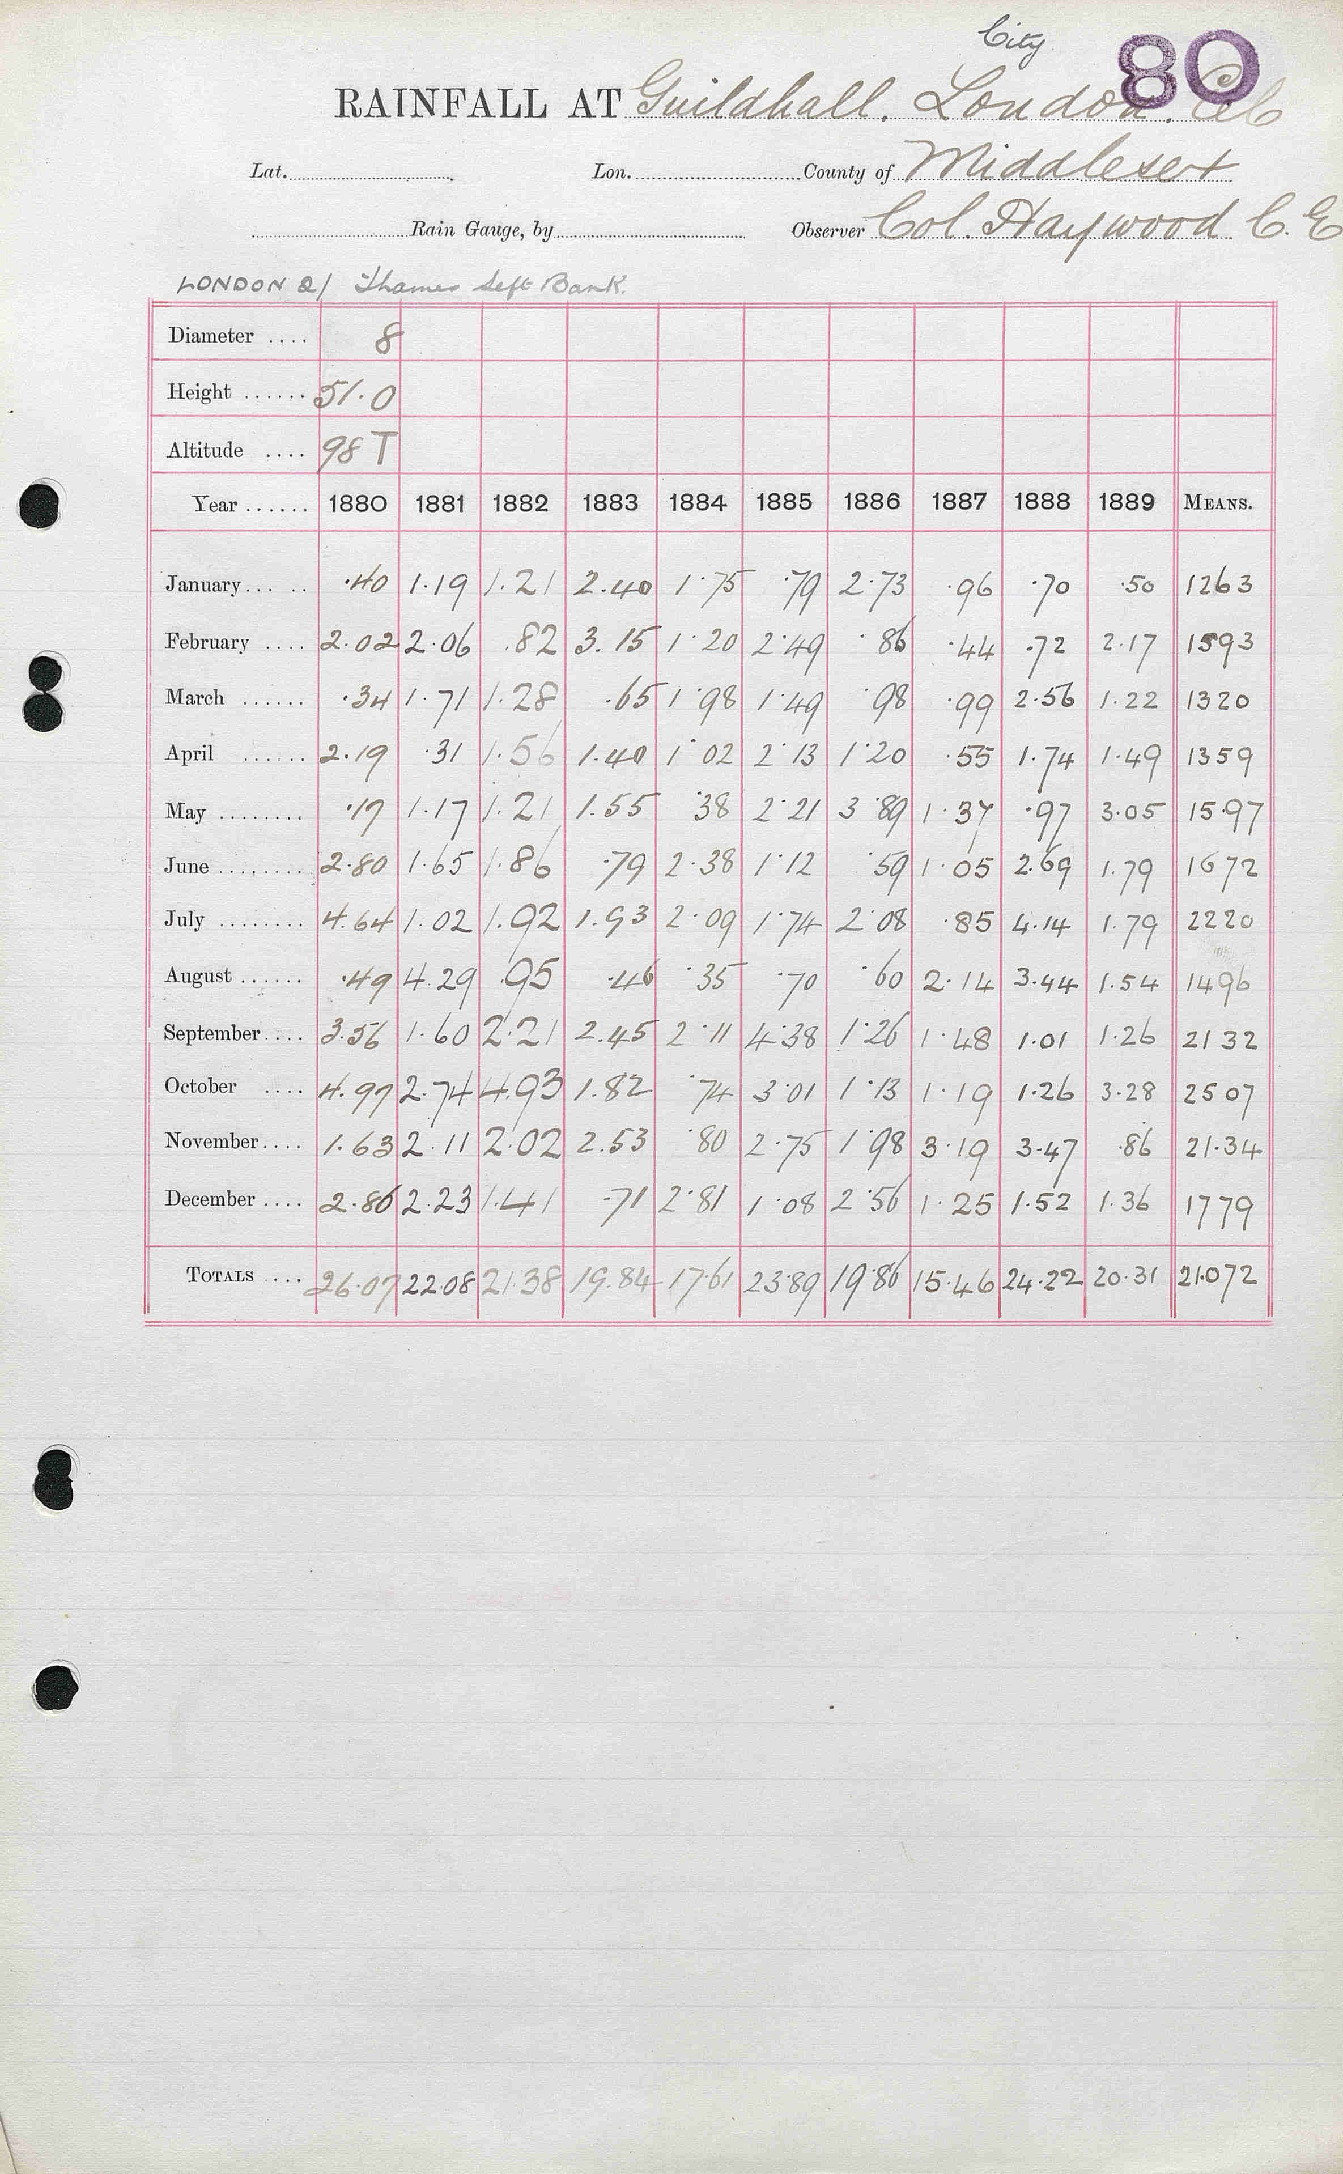 City
80
RAINFALL AT Guildhall. London.
Lat. Lon. County of Middlesex
Rain Gauge, by Observer Col. Haywood C.E
LONDON 2/ Thames Left Bank.
Diameter .... 8
Height ...... 51.0
Altitude .... 98 T
Year ...... 1880 1881 1882 1883 1884 1885 1886 1887 1888 1889 MEANS.
January ... .. .40 1.19 1.21 2.40 1.75 .79 2.73 .96 .70 .50 1263
February .... 2.02 2.06 .82 3.15 1.20 2.49 .86 .44 .72 2.17 1593
March ...... .34 1.71 1.28 .65 1.98 1.49 .98 .99 2.56 1.22 1320
April ...... 2.19 .31 1.56 1.40 1.02 2.13 1.20 .55 1.74 1.49 1359
May ........ .17 1.17 1.21 1.55 .38 2.21 3.89 1.37 .97 3.05 15.97
June ......... 2.80 1.65 1.86 .79 2.38 1.12 .59 1.05 2.69 1.79 1672
July ........ 4.64 1.02 1.92 1.93 2.09 1.74 2.08 .85 4.14 1.79 2220
August ...... .49 4.29 .95 .46 .35 .70 .60 2.14 3.44 1.54 1496
September .... 3.56 1.60 2.21 2.45 2.11 4.38 1.26 1.48 1.01 1.26 2132
October .... 4.97 2.74 4.93 1.82 .74 3.01 1.13 1.19 1.26 3.28 2507
November .... 1.63 2.11 2.02 2.53 .80 2.75 1.98 3.19 3.47 .86 21.34
December .... 2.86 2.23 1.41 .71 2.81 1.08 2.56 1.25 1.52 1.36 1779
TOTALS .... 26.07 22.08 21.38 19.84 17.61 23.89 19.86 15.46 24.22 20.31 21.072